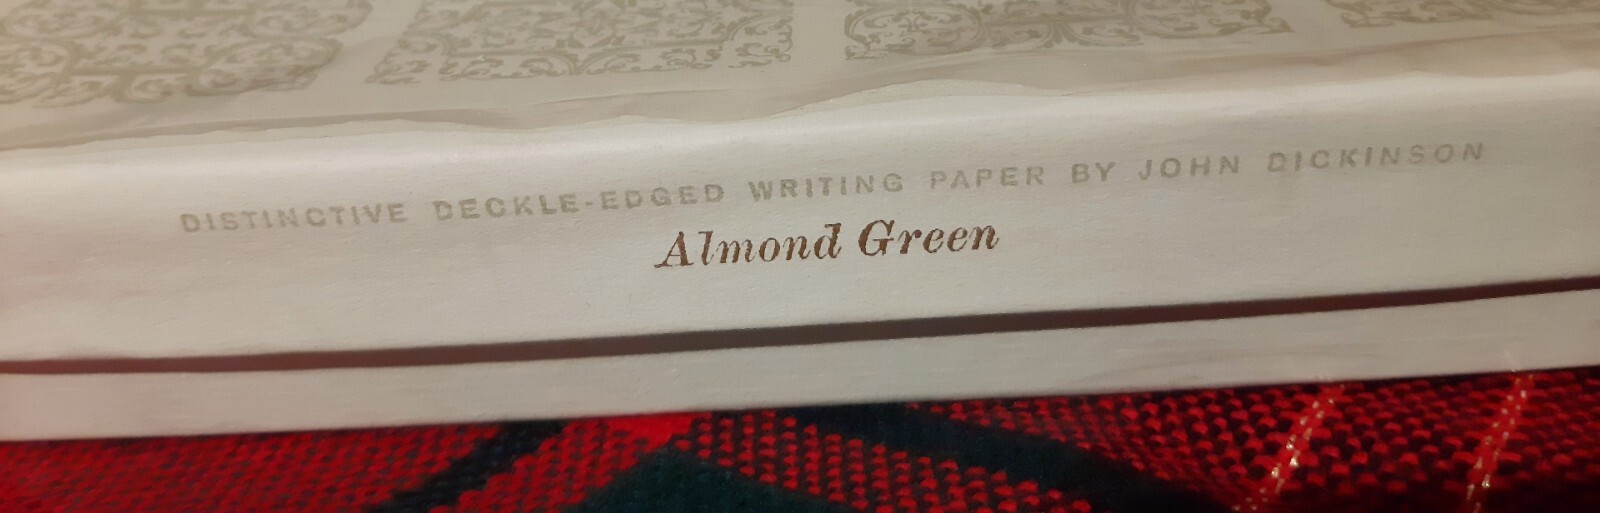 DISTINCTIVE DECKLE-EDGED WRITING PAPER BY JOHN DICKINSON
Almond Green